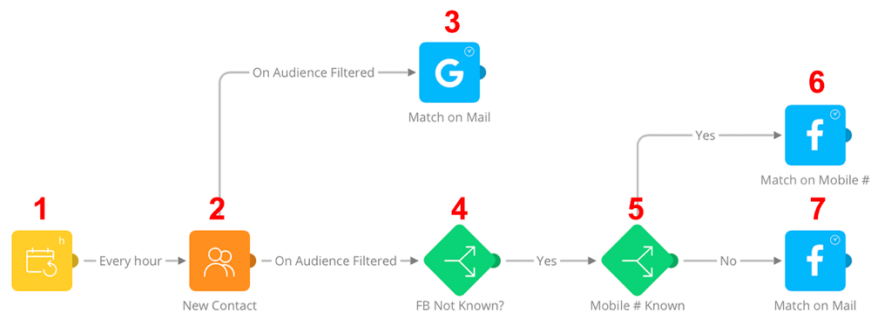 3
On Audience Filtered
G
Match on Mail
6
Yes
f
Match on Mobile #
1
h
Every hour
2
New Contact
On Audience Filtered
4
FB Not Known?
Yes
5
Mobile # Known
No
7
f
Match on Mail